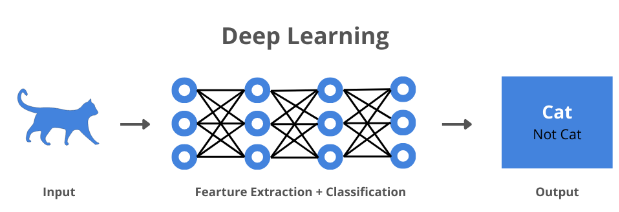 Deep Learning
Cat
Not Cat
Input
Fearture Extraction + Classification
Output